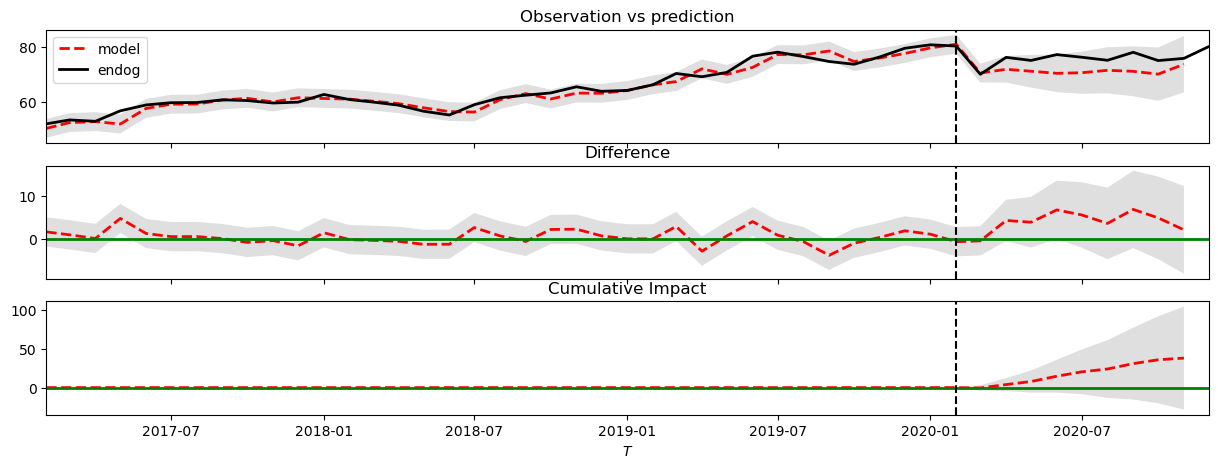 Observation vs prediction
model
endog
80
60
Difference
10
0
Cumulative Impact
100
50
0
2017-07 2018-01 2018-07 2019-01 2019-07 2020-01 2020-07
T